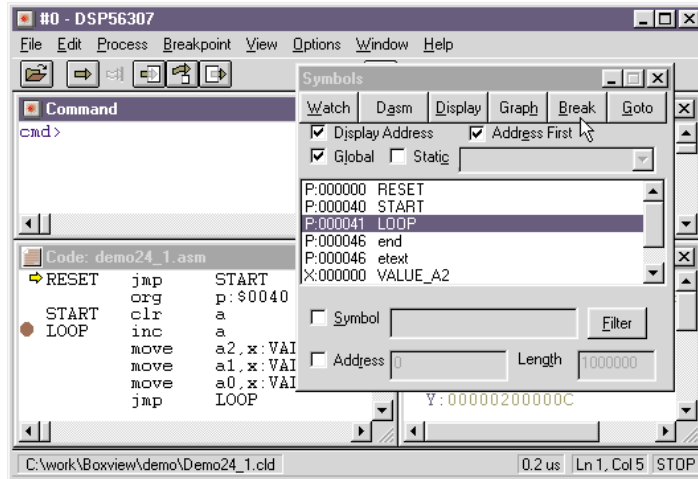 #0 - DSP56307
File Edit Process Breakpoint View Options Window Help
Symbols
Watch Dasm Display Graph Break Goto
Display Address Address First
Global Static
P:000000 RESET
P:000040 START
P:000041 LOOP
P:000046 end
P:000046 etext
X:000000 VALUE_A2
Symbol
Filter
Address 0 Length 1000000
Command
cmd>
Code: demo24_1.asm
RESET jmp START
org p:$0040
START clr a
LOOP inc a
move a2,x:VAI
move a1,x:VAI
move a0,x:VAI
jmp LOOP
Y:00000200000C
C:\work\Boxview\demo\Demo24_1.cld 0.2 us Ln 1, Col 5 STOP